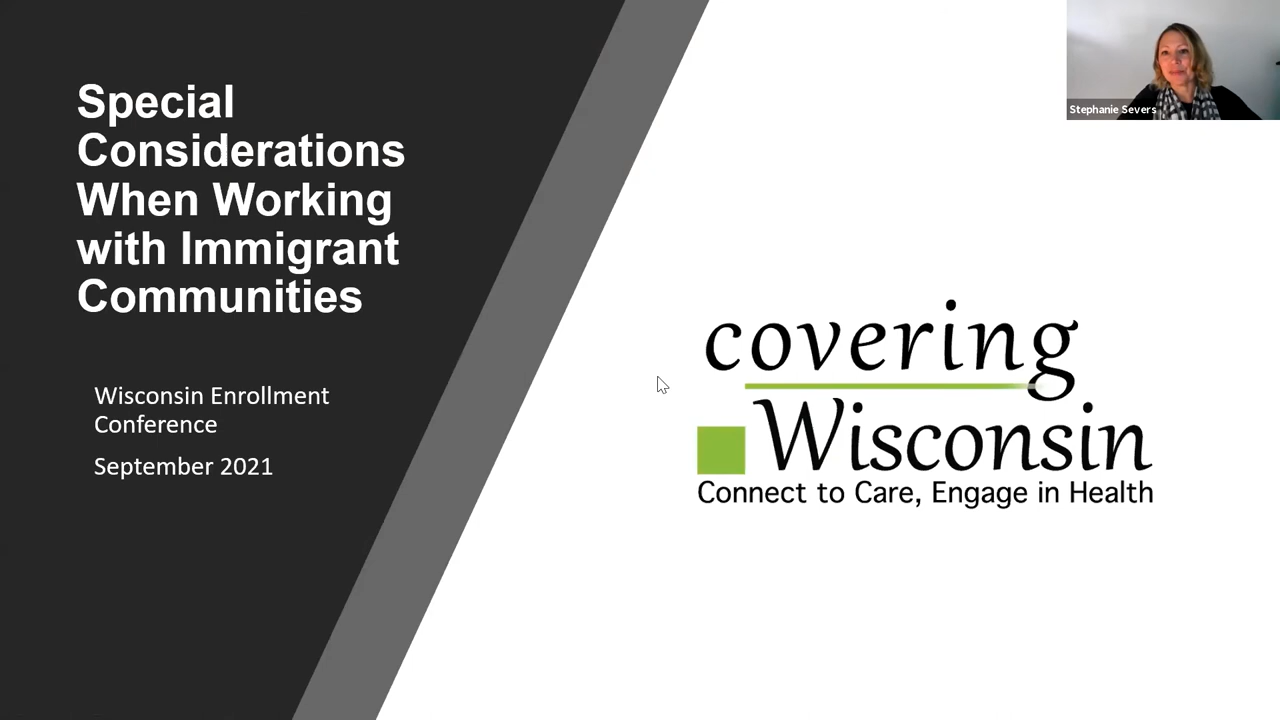 Special
Considerations
When Working
with Immigrant
Communities
Wisconsin Enrollment
Conference
September 2021
Stephanie Severs
covering
Wisconsin
Connect to Care, Engage in Health